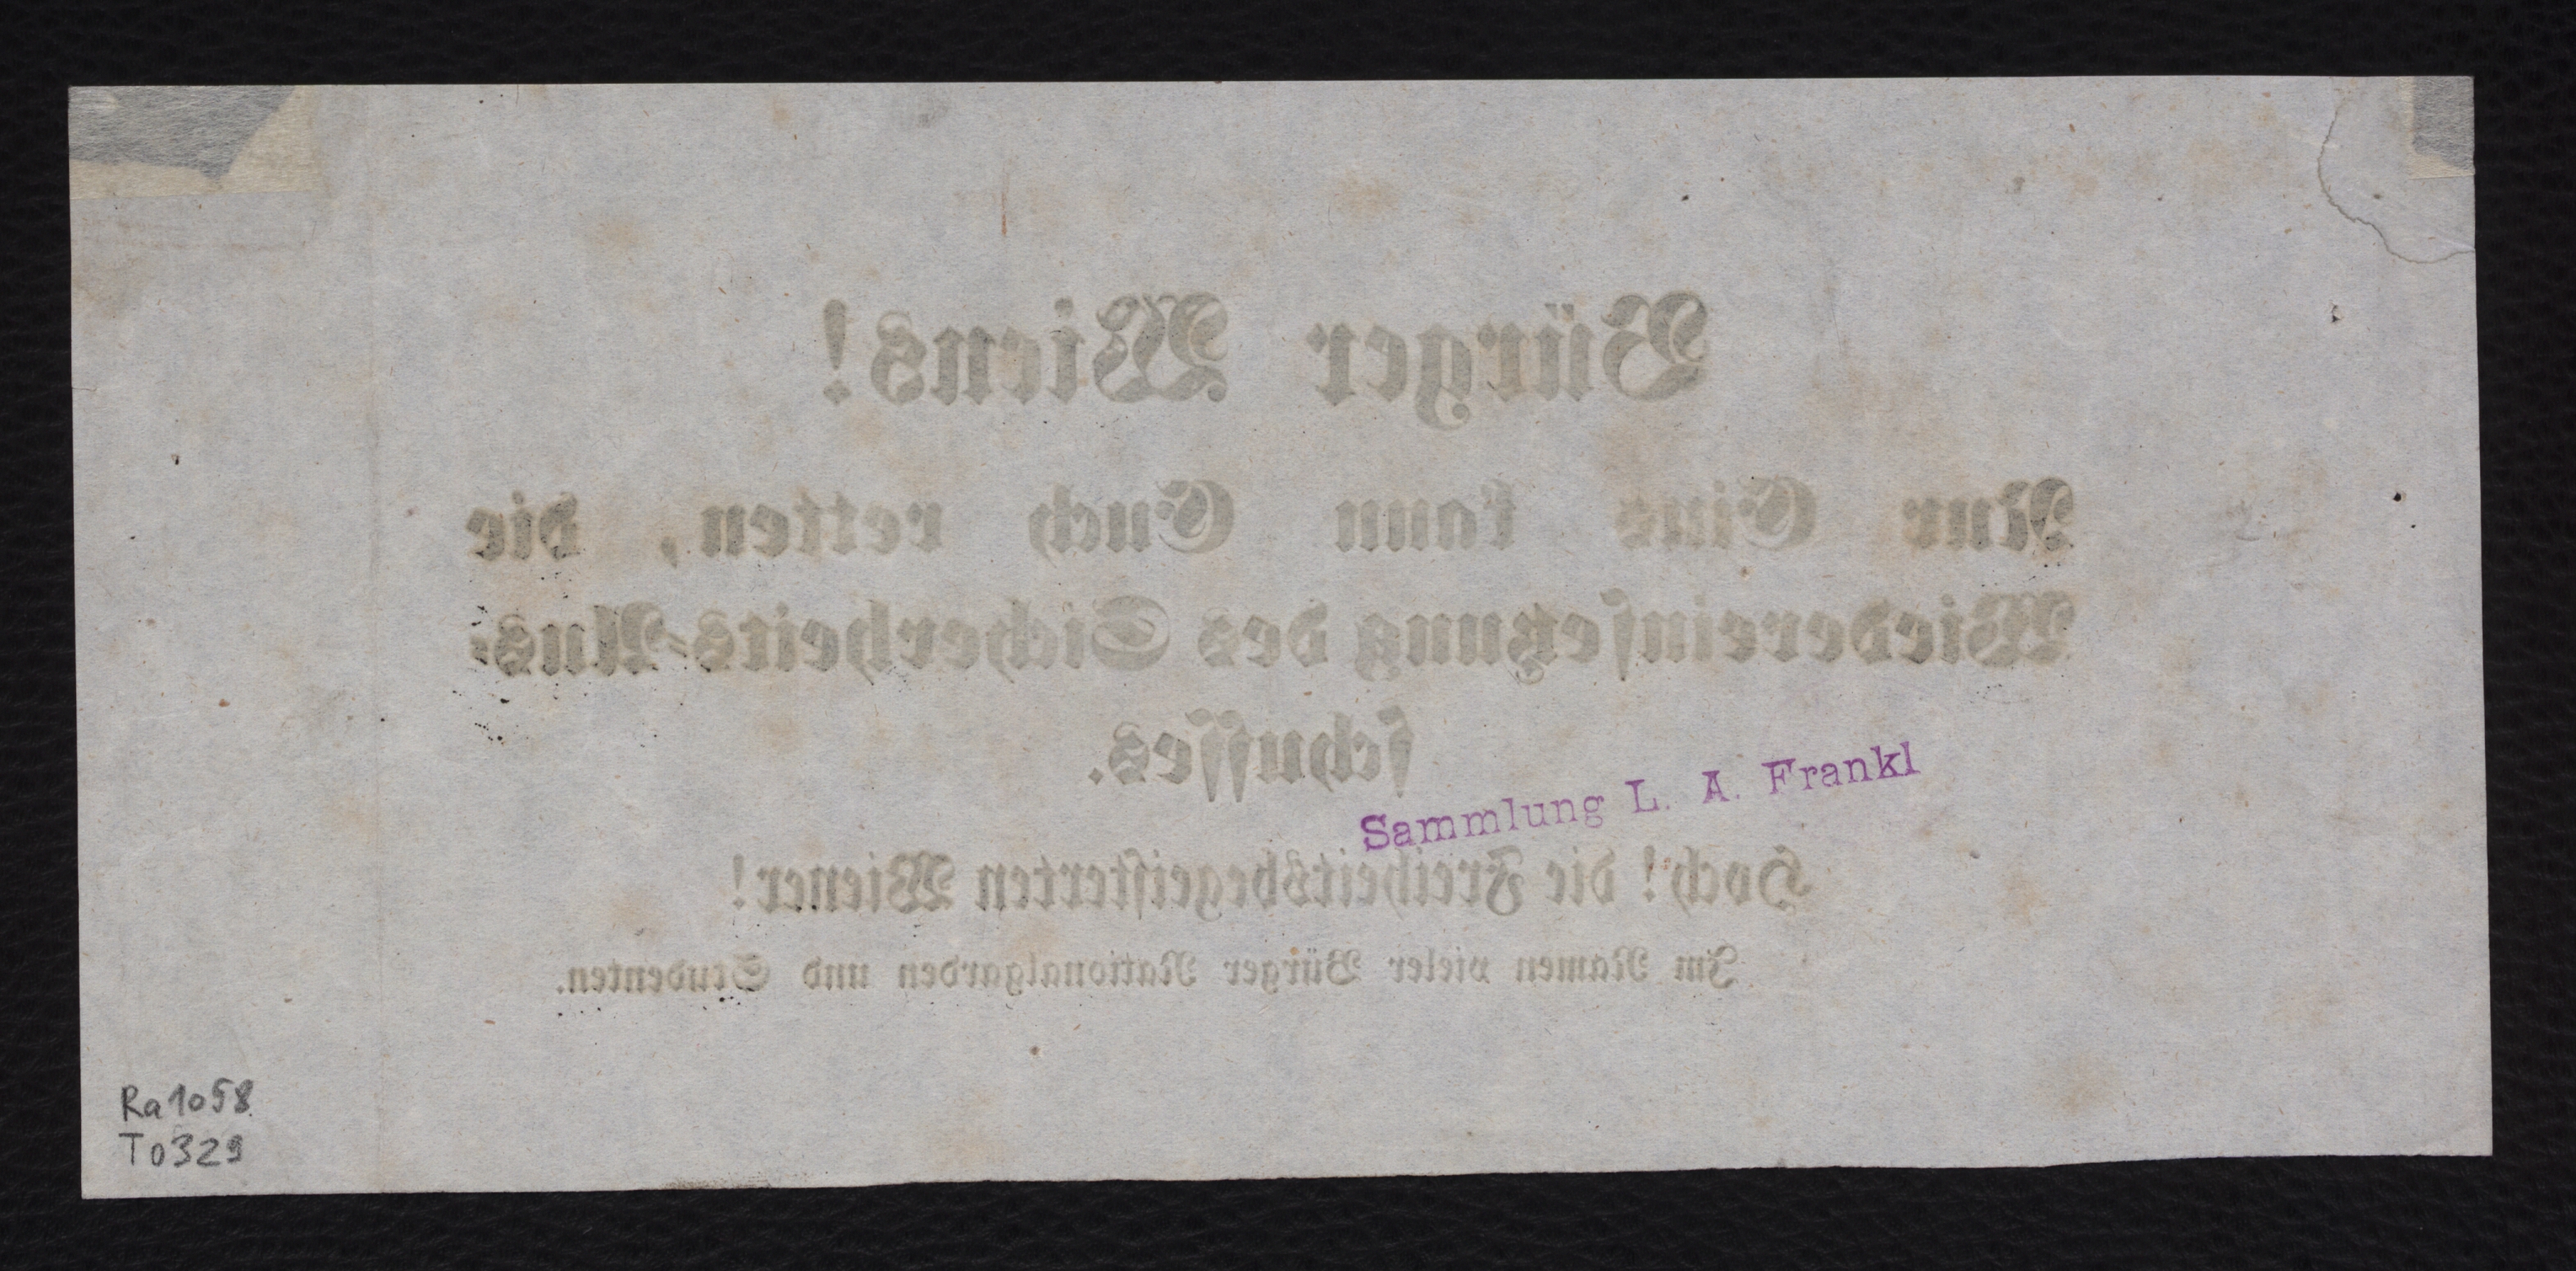 Bürger Wiens!
Nur Eins kann Euch retten, die
Wiedereinsetzung des Sicherheits-Aus-
schusses.
Sammlung L. A. Frankl
Hoch! die Freiheitsbegeisterten Wiener!
Im Namen vieler Bürger Nationalgarden und Studenten.
Ra1058
T0329